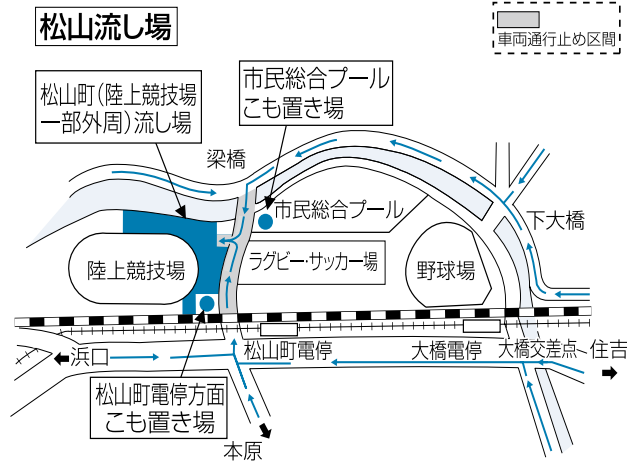 松山流し場
車両通行止め区間
市民総合プール
こも置き場
松山町(陸上競技場
一部外周)流し場
梁橋
市民総合プール
下大橋
ラグビー・サッカー場
陸上競技場
野球場
浜口
松山町電停
大橋電停
大橋交差点
住吉
松山町電停方面
こも置き場
本原